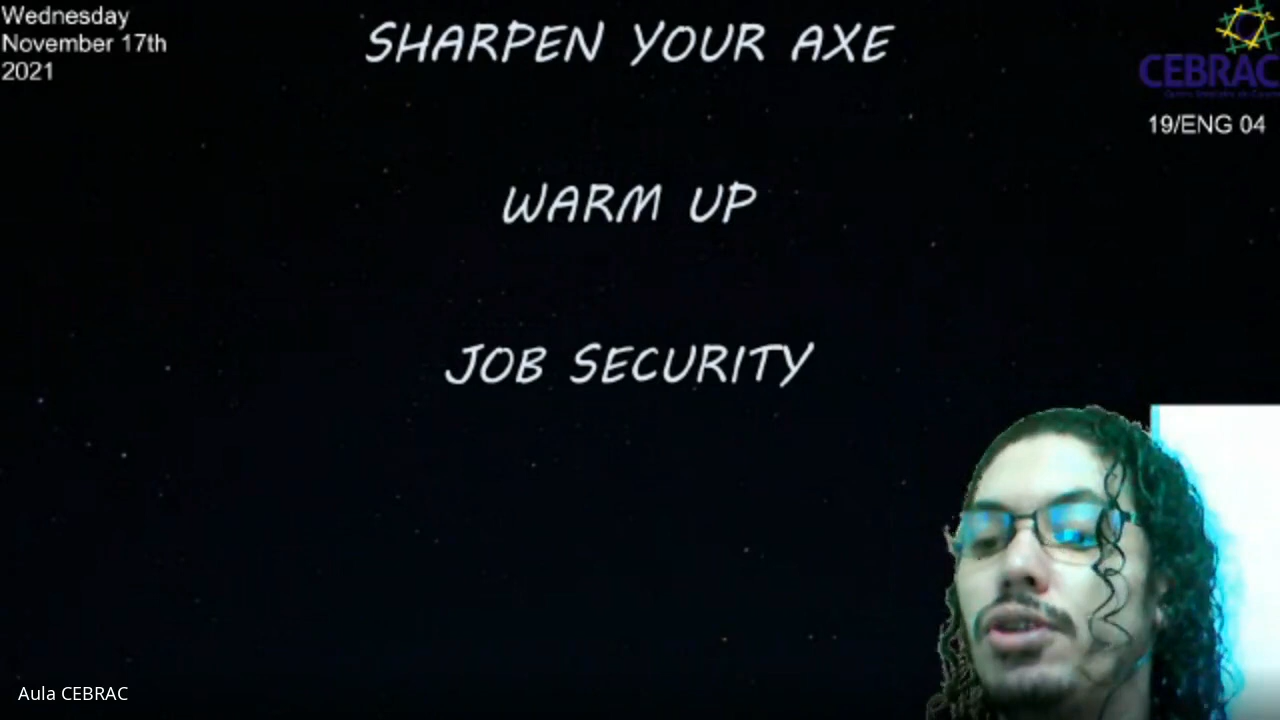 Wednesday
November 17th
2021
SHARPEN YOUR AXE
CEBRAC
19/ENG 04
WARM UP
JOB SECURITY
Aula CEBRAC